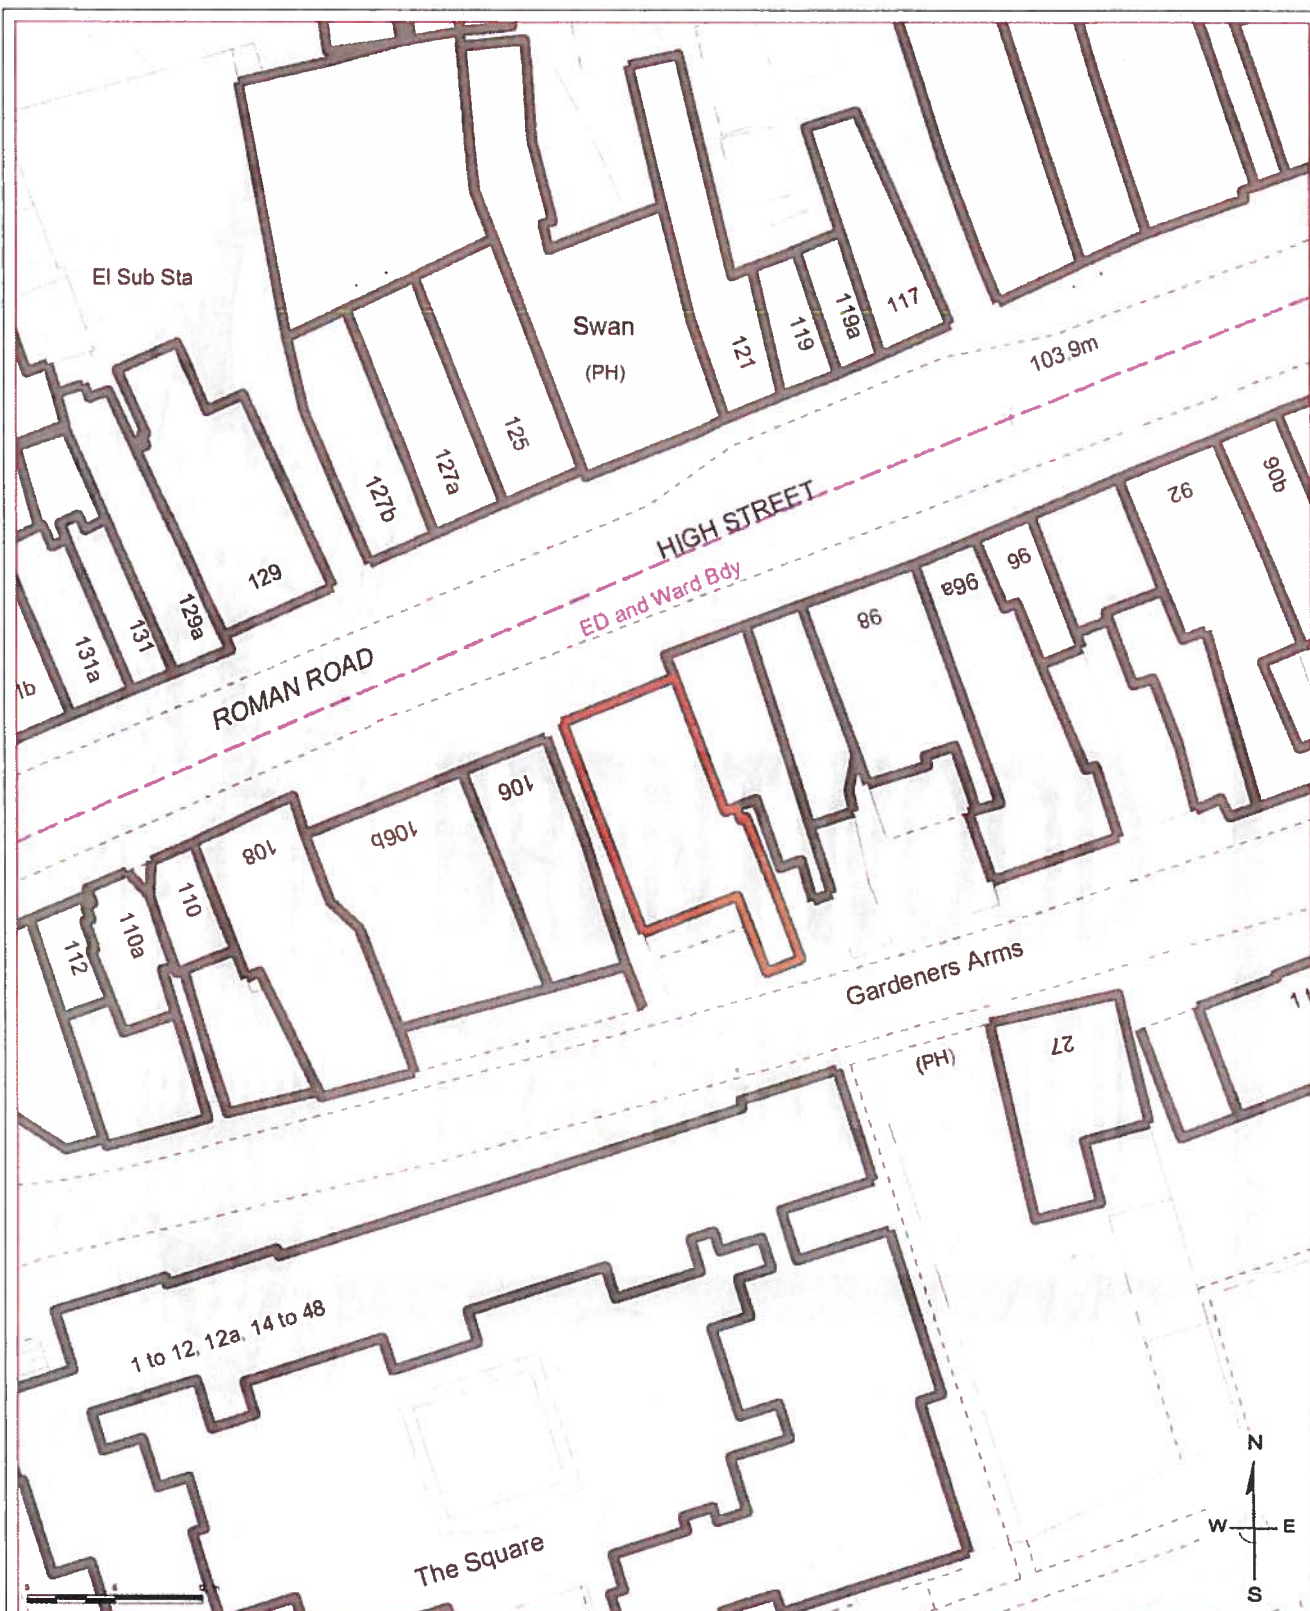 El Sub Sta
Swan
(PH)
117
119a
119
121
103.9m
125
127a
127b
HIGH STREET
ED and Ward Bdy
129
129a
131
131a
1b
ROMAN ROAD
90b
92
96
96a
98
106
106b
108
110
110a
112
Gardeners Arms
(PH)
27
1 to 12, 12a, 14 to 48
The Square
N
W E
S